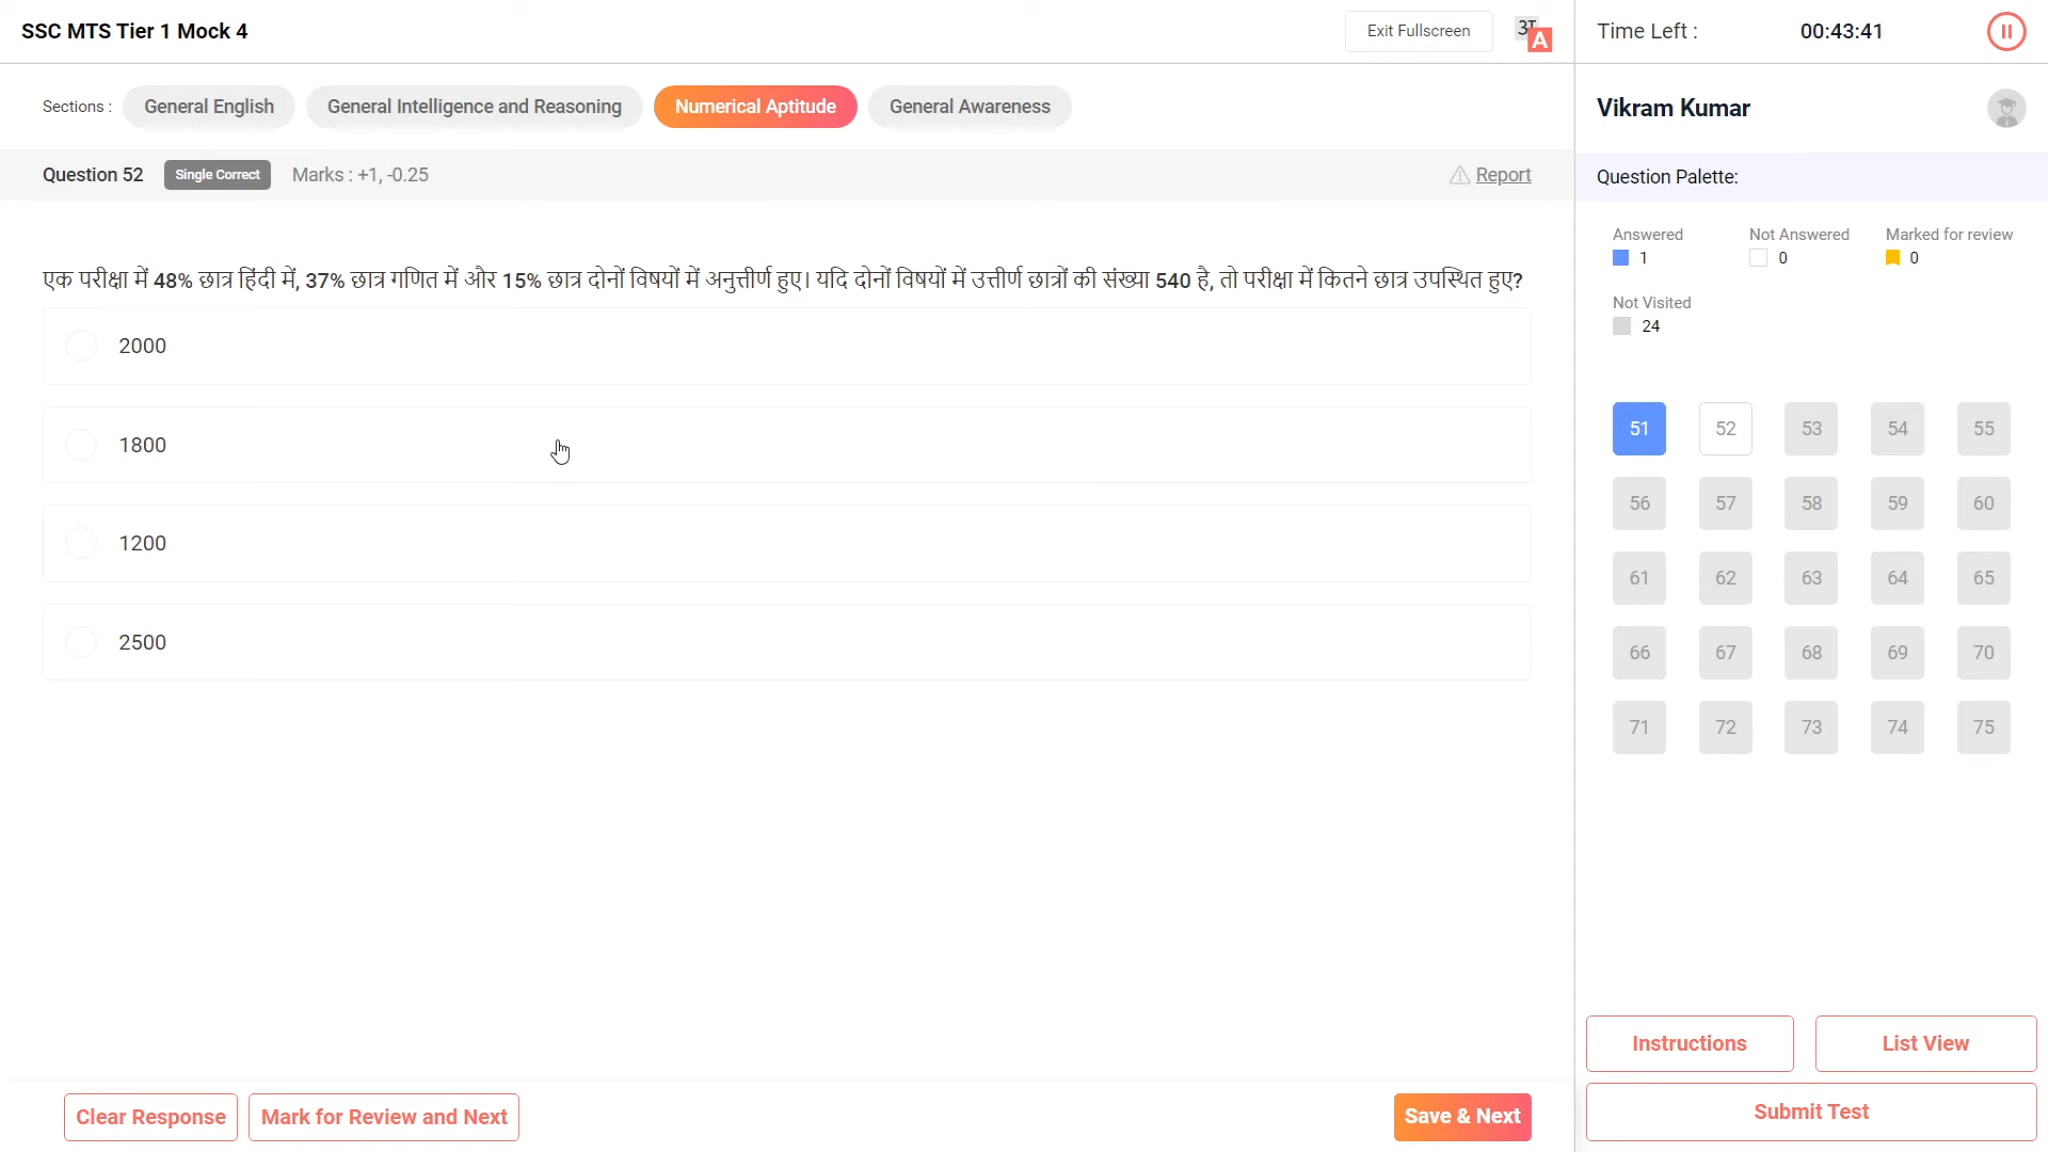 SSC MTS Tier 1 Mock 4
Exit Fullscreen
अ A
Time Left :
00:43:41
Sections :
General English
General Intelligence and Reasoning
Numerical Aptitude
General Awareness
Vikram Kumar
Question 52
Single Correct
Marks : +1, -0.25
Report
Question Palette:
एक परीक्षा में 48% छात्र हिंदी में, 37% छात्र गणित में और 15% छात्र दोनों विषयों में अनुत्तीर्ण हुए। यदि दोनों विषयों में उत्तीर्ण छात्रों की संख्या 540 है, तो परीक्षा में कितने छात्र उपस्थित हुए?
2000
1800
1200
2500
Answered
1
Not Answered
0
Marked for review
0
Not Visited
24
51 52 53 54 55
56 57 58 59 60
61 62 63 64 65
66 67 68 69 70
71 72 73 74 75
Instructions
List View
Clear Response
Mark for Review and Next
Save & Next
Submit Test